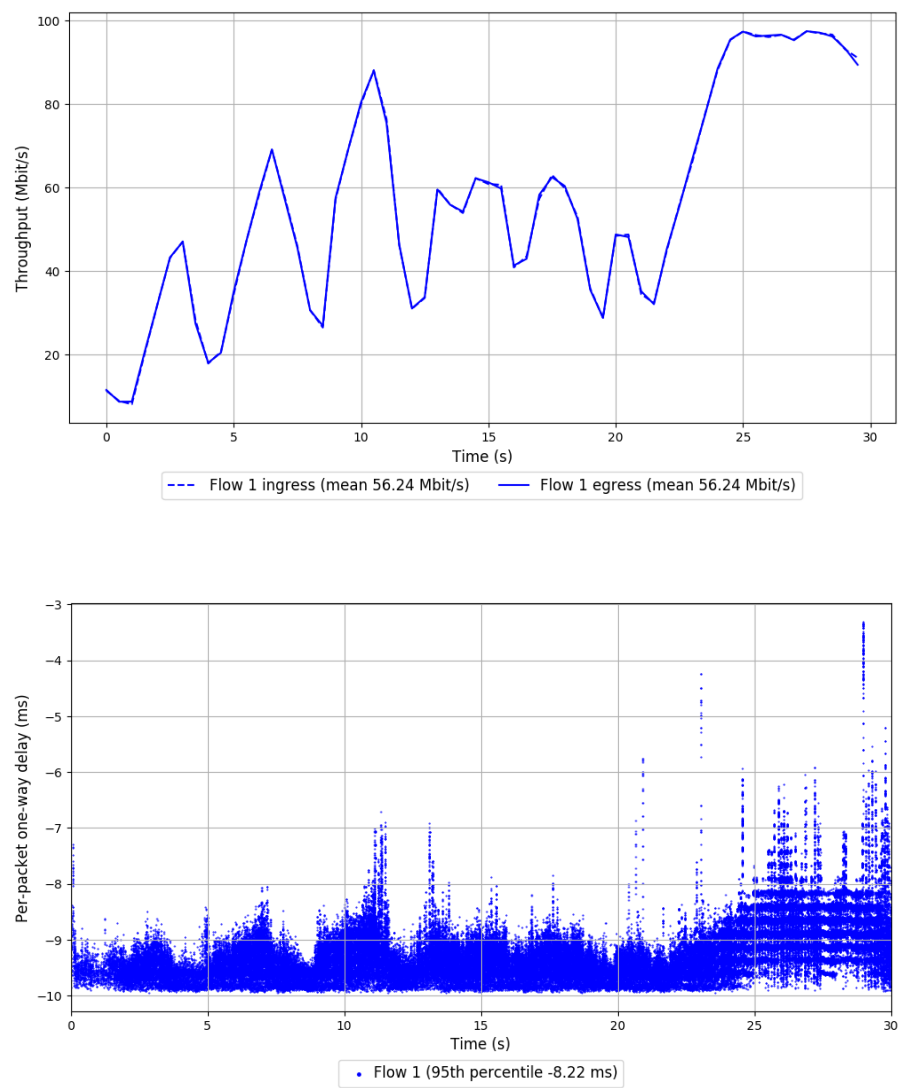 100
80
60
40
20
Throughput (Mbit/s)
0 5 10 15 20 25 30
Time (s)
Flow 1 ingress (mean 56.24 Mbit/s) Flow 1 egress (mean 56.24 Mbit/s)
−3
−4
−5
−6
−7
−8
−9
−10
Per-packet one-way delay (ms)
0 5 10 15 20 25 30
Time (s)
Flow 1 (95th percentile -8.22 ms)